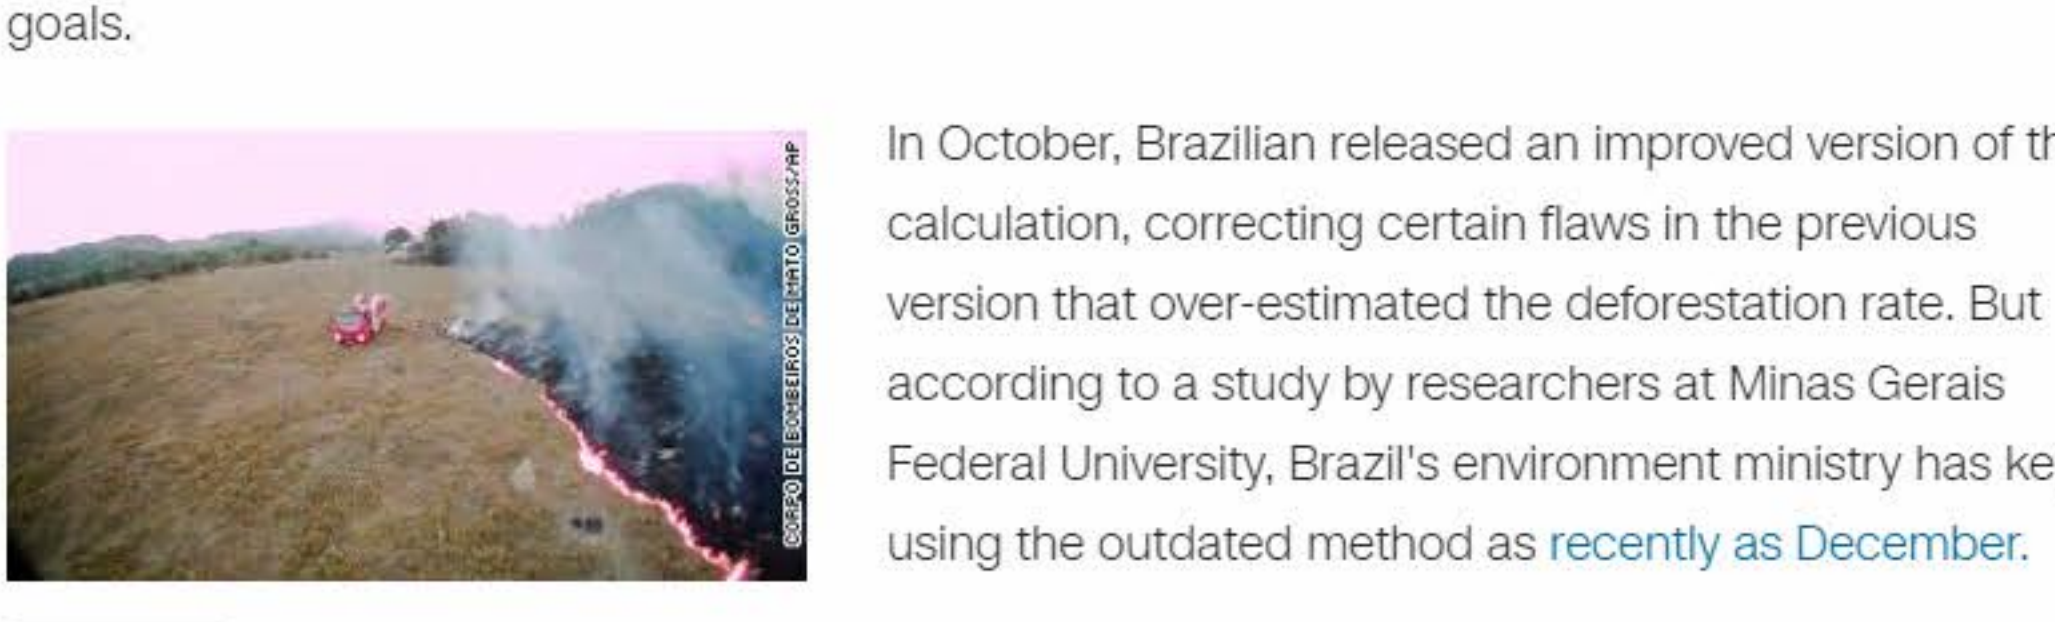 goals.
CORPO DE BOMBEIROS DE MATO GROSS/AP
In October, Brazilian released an improved version of th
calculation, correcting certain flaws in the previous
version that over-estimated the deforestation rate. But
according to a study by researchers at Minas Gerais
Federal University, Brazil's environment ministry has ke
using the outdated method as recently as December.